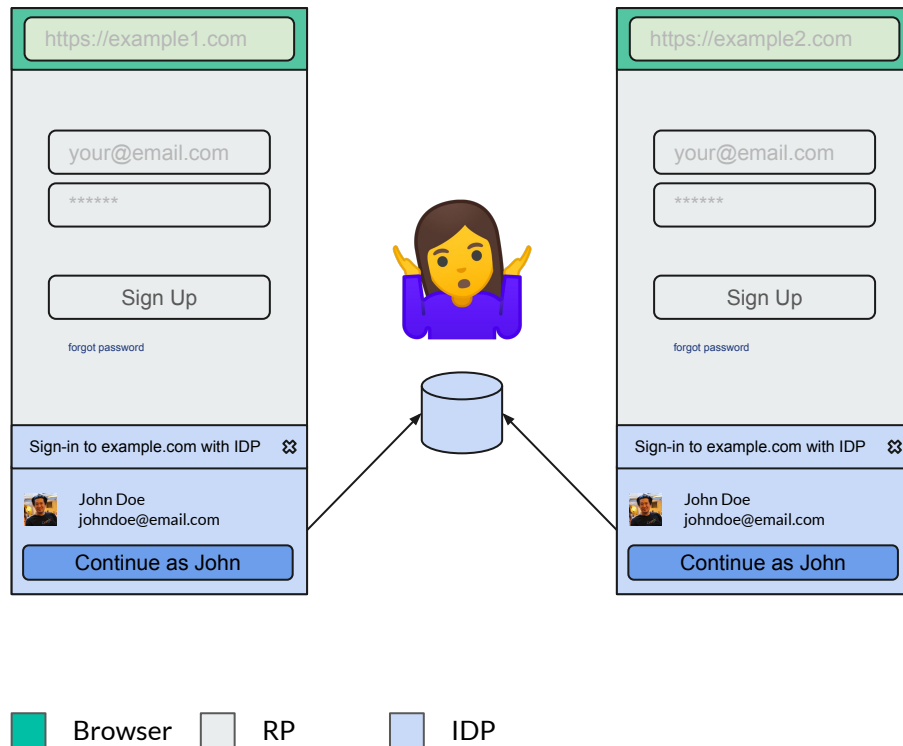 https://example1.com
your@email.com
******
Sign Up
forgot password
Sign-in to example.com with IDP
John Doe
johndoe@email.com
Continue as John
https://example2.com
your@email.com
******
Sign Up
forgot password
Sign-in to example.com with IDP
John Doe
johndoe@email.com
Continue as John
Browser
RP
IDP